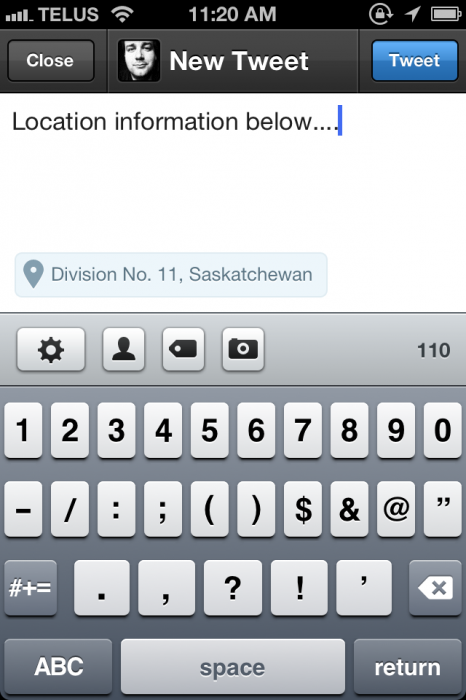 TELUS 11:20 AM
Close New Tweet Tweet
Location information below....
Division No. 11, Saskatchewan
110
1 2 3 4 5 6 7 8 9 0
- / : ; ( ) $ & @ ”
#+= . , ? ! ’
ABC space return